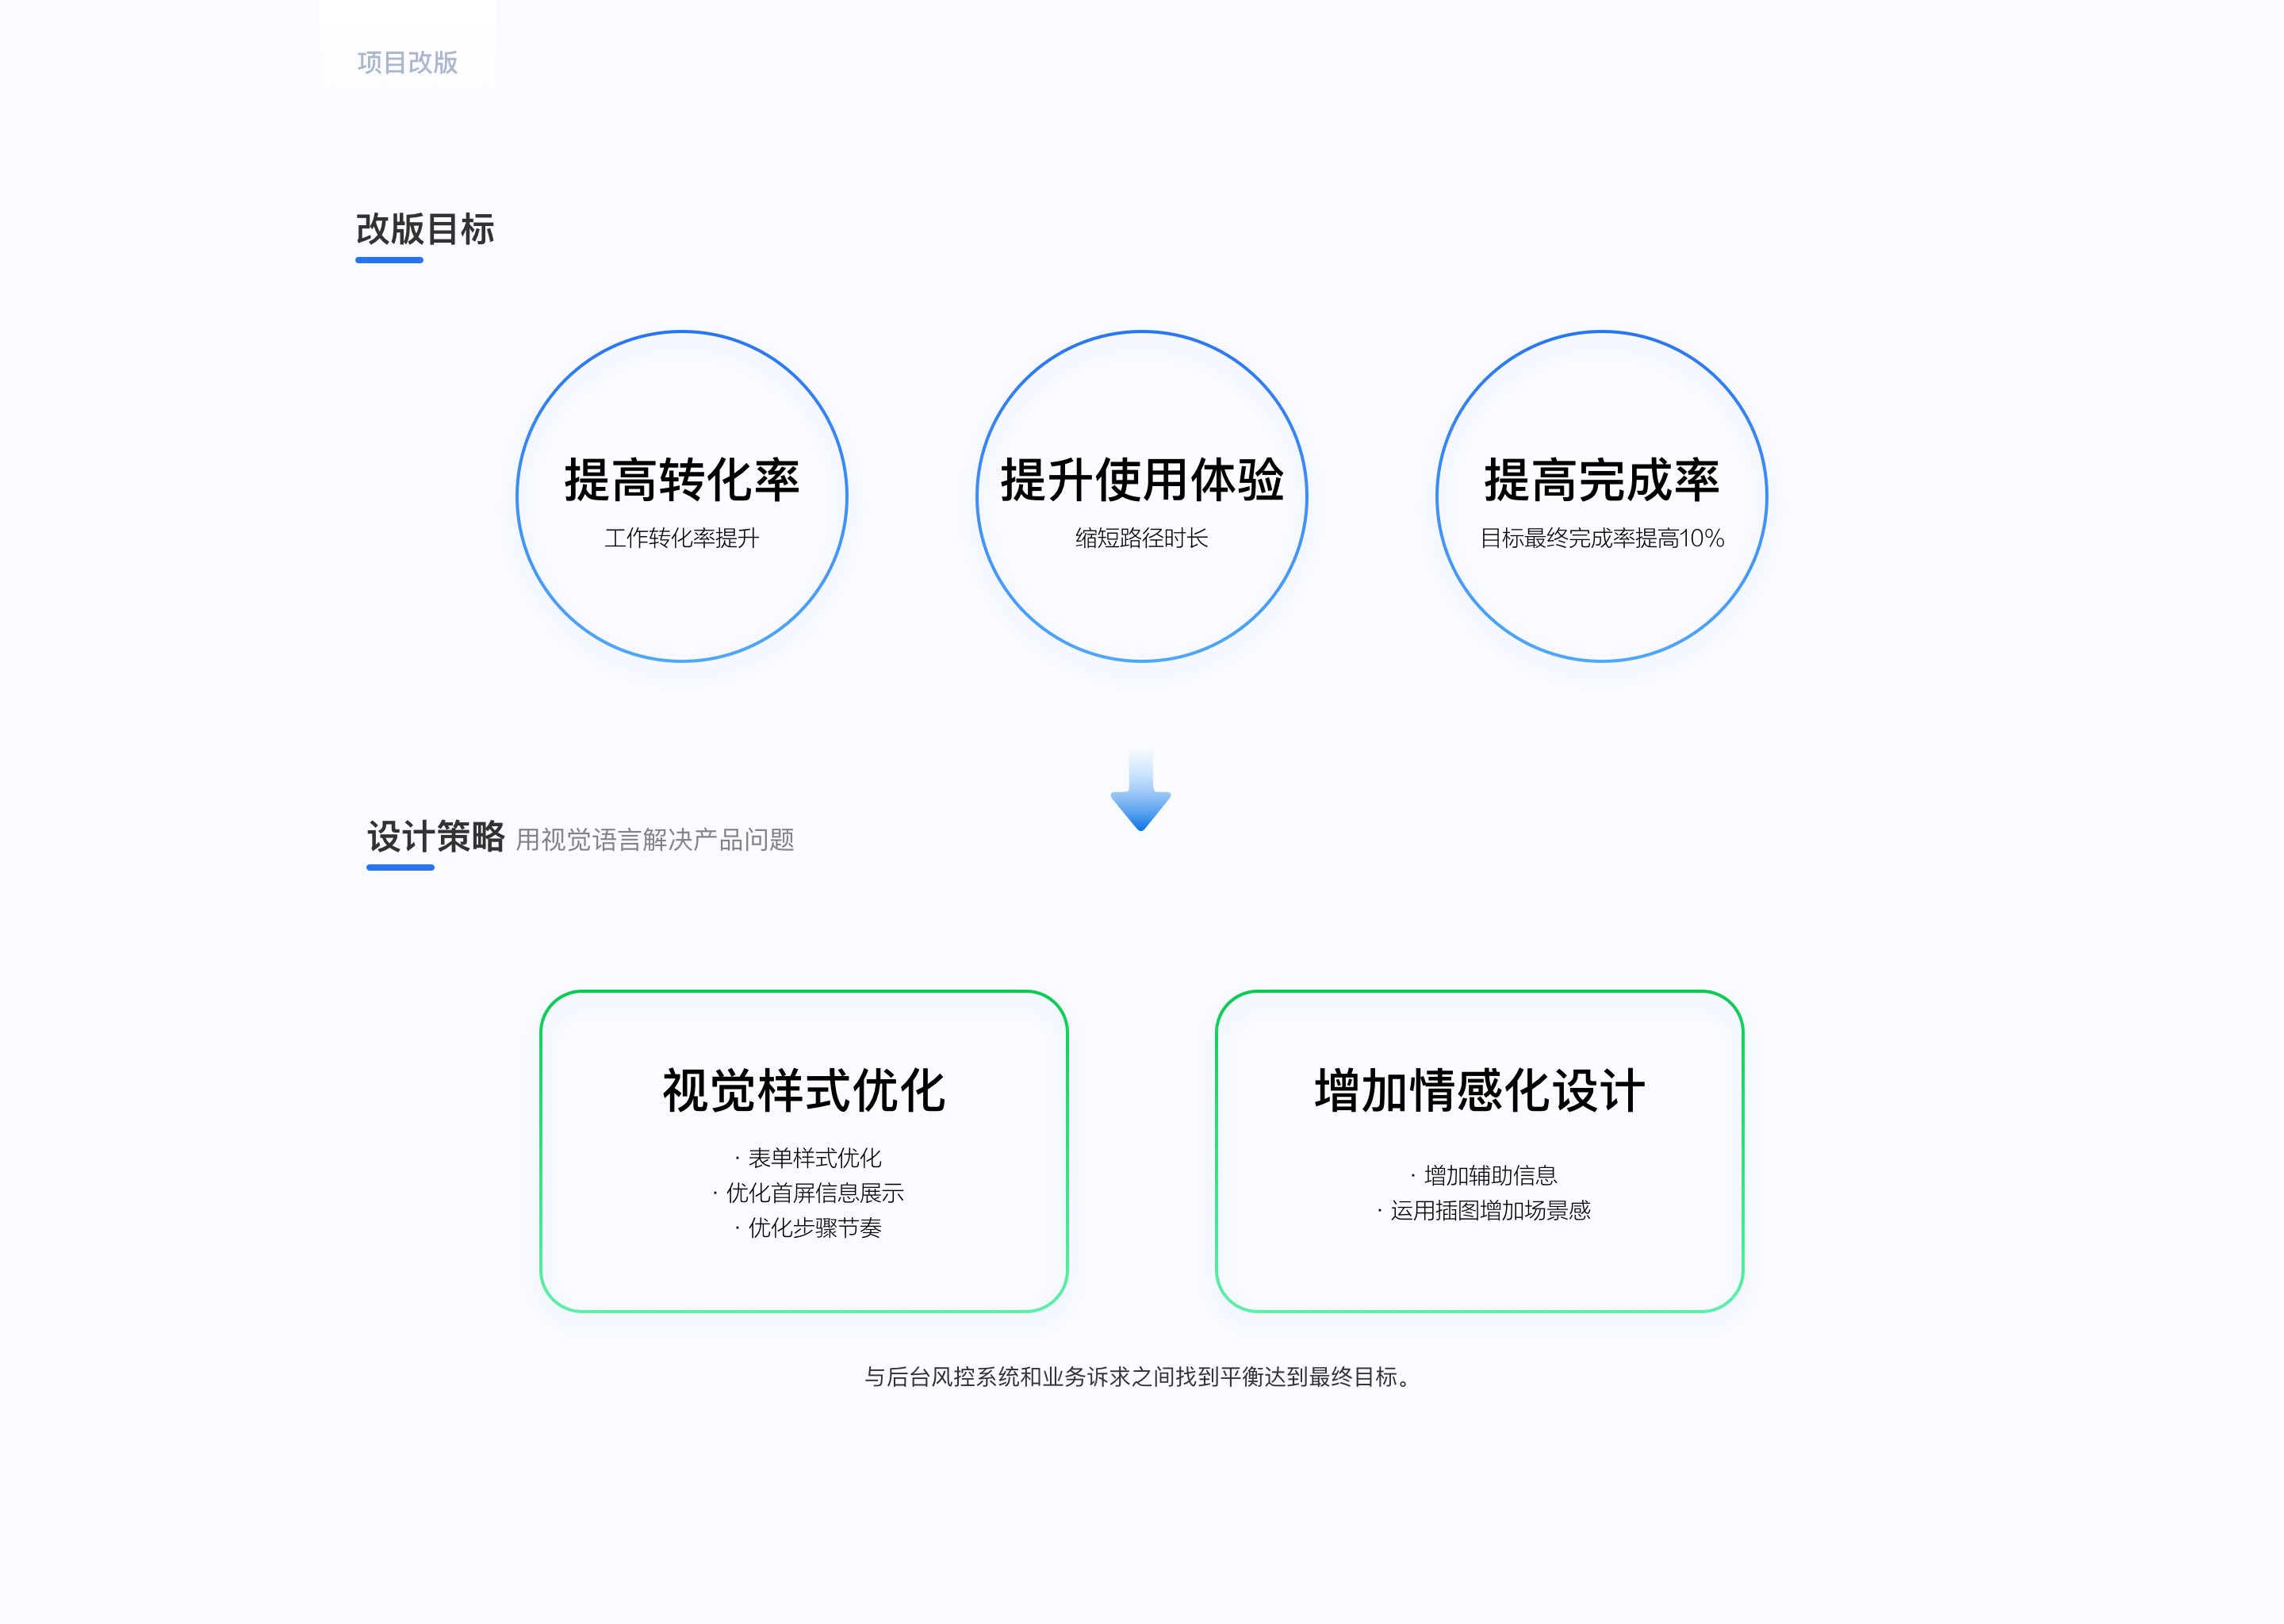 项目改版
改版目标
提高转化率
工作转化率提升
提升使用体验
缩短路径时长
提高完成率
目标最终完成率提高10%
设计策略 用视觉语言解决产品问题
视觉样式优化
· 表单样式优化
· 优化首屏信息展示
· 优化步骤节奏
增加情感化设计
· 增加辅助信息
· 运用插图增加场景感
与后台风控系统和业务诉求之间找到平衡达到最终目标。